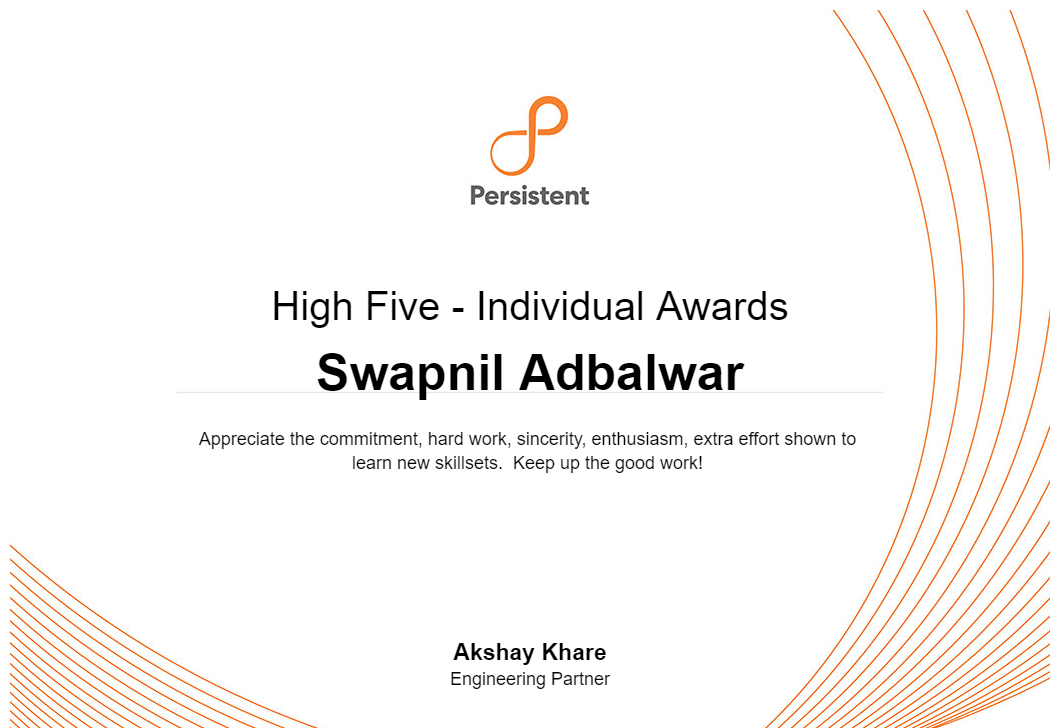 Persistent
High Five - Individual Awards
Swapnil Adbalwar
Appreciate the commitment, hard work, sincerity, enthusiasm, extra effort shown to
learn new skillsets.  Keep up the good work!
Akshay Khare
Engineering Partner